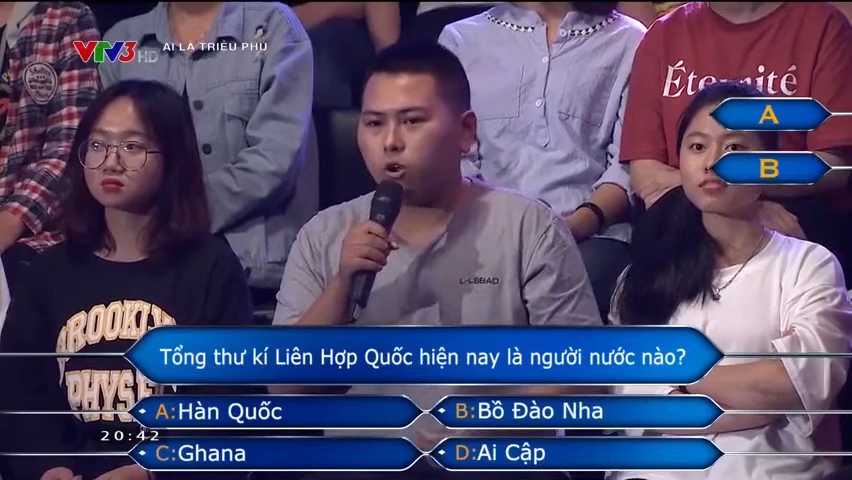 VTV3 HD
AI LÀ TRIỆU PHÚ
Éternité
A
B
L-LBBAD
BROOKLYN
PHYSI
Tổng thư kí Liên Hợp Quốc hiện nay là người nước nào?
A: Hàn Quốc
B: Bồ Đào Nha
20:42
C: Ghana
D: Ai Cập